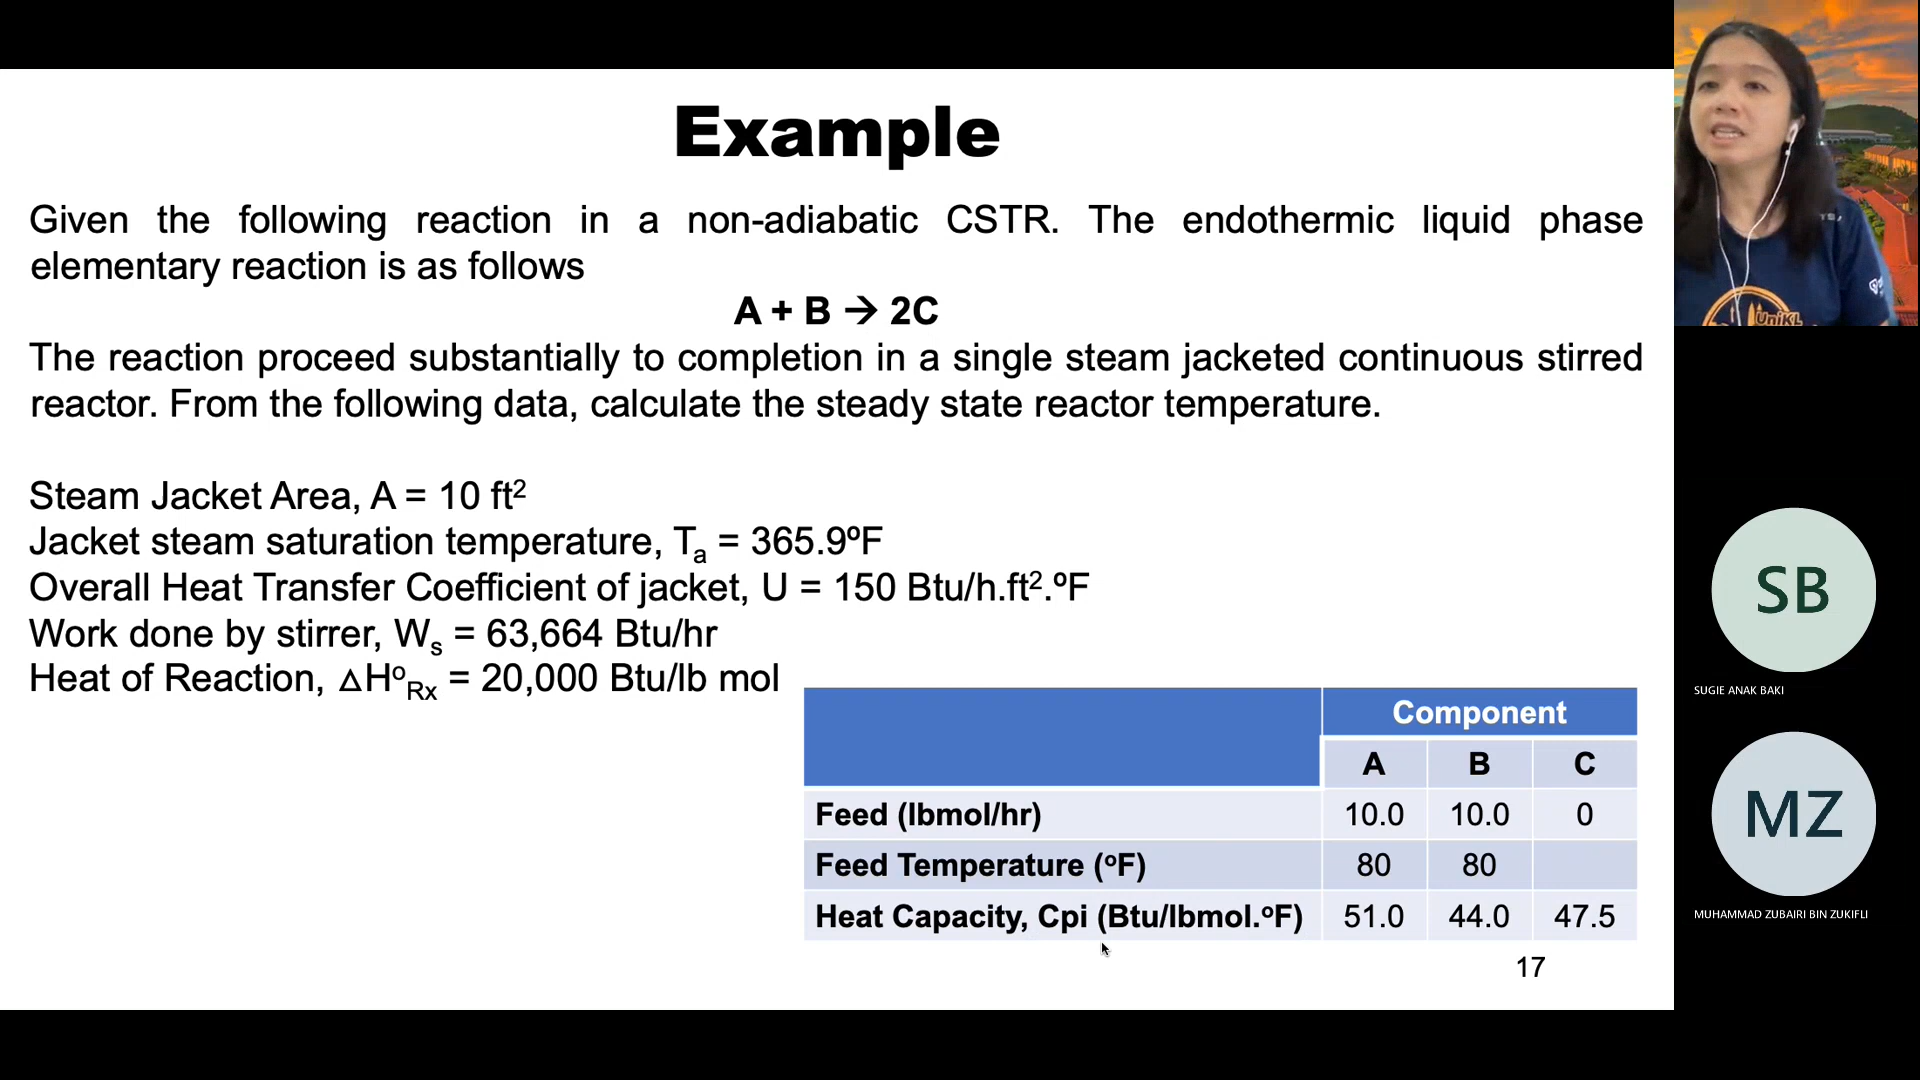 Example
Given the following reaction in a non-adiabatic CSTR. The endothermic liquid phase
elementary reaction is as follows
A + B → 2C
The reaction proceed substantially to completion in a single steam jacketed continuous stirred
reactor. From the following data, calculate the steady state reactor temperature.
Steam Jacket Area, A = 10 ft²
Jacket steam saturation temperature, Tₐ = 365.9ºF
Overall Heat Transfer Coefficient of jacket, U = 150 Btu/h.ft².ºF
Work done by stirrer, Wₛ = 63,664 Btu/hr
Heat of Reaction, △HºRx = 20,000 Btu/lb mol
Component
A B C
Feed (lbmol/hr) 10.0 10.0 0
Feed Temperature (ºF) 80 80
Heat Capacity, Cpi (Btu/lbmol.ºF) 51.0 44.0 47.5
17
UniKL
SB
SUGIE ANAK BAKI
MZ
MUHAMMAD ZUBAIRI BIN ZUKIFLI